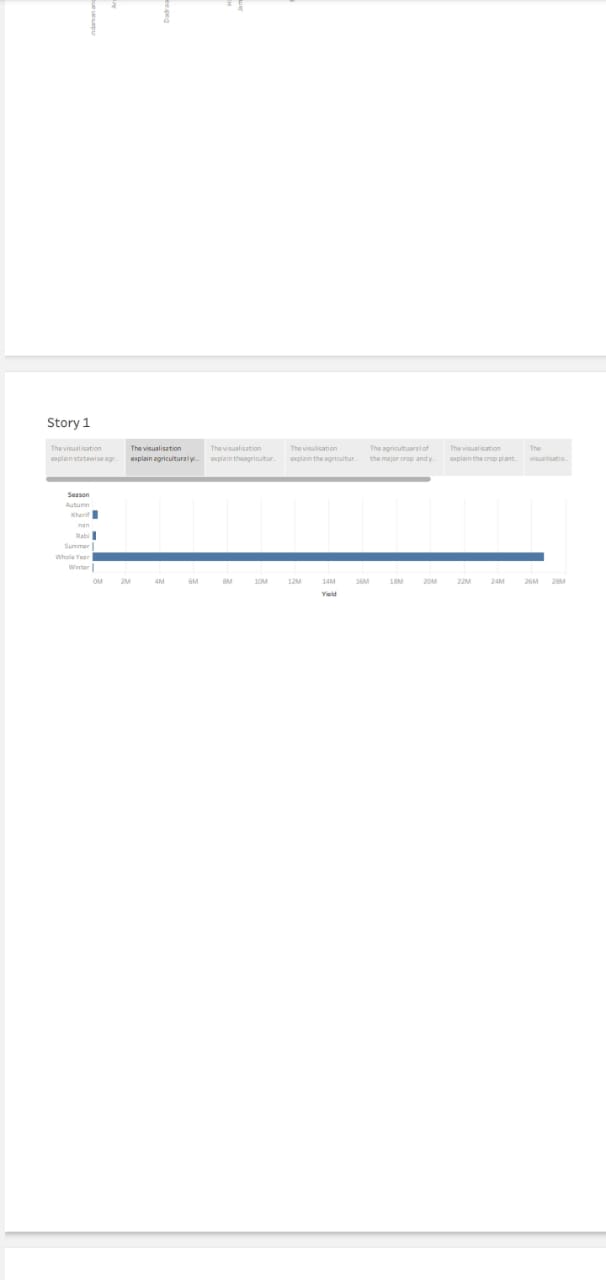 Story 1
The visualisation
explain statewise agr..
The visualisation
explain agricultural yi..
The visualisation
explain theagricultur..
The visulisation
explain the agricultur..
The agricultuaral of
the major crop and y..
The visualisation
explain the crop plant..
The
visualisatio..
Season
Autumn
Kharif
nan
Rabi
Summer
Whole Year
Winter
0M 2M 4M 6M 8M 10M 12M 14M 16M 18M 20M 22M 24M 26M 28M
Yield